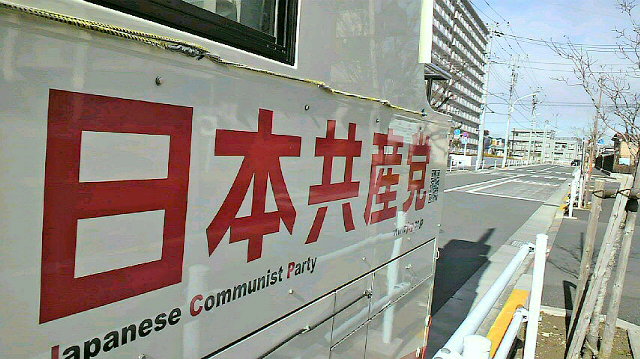 日本共産党
Japanese Communist Party